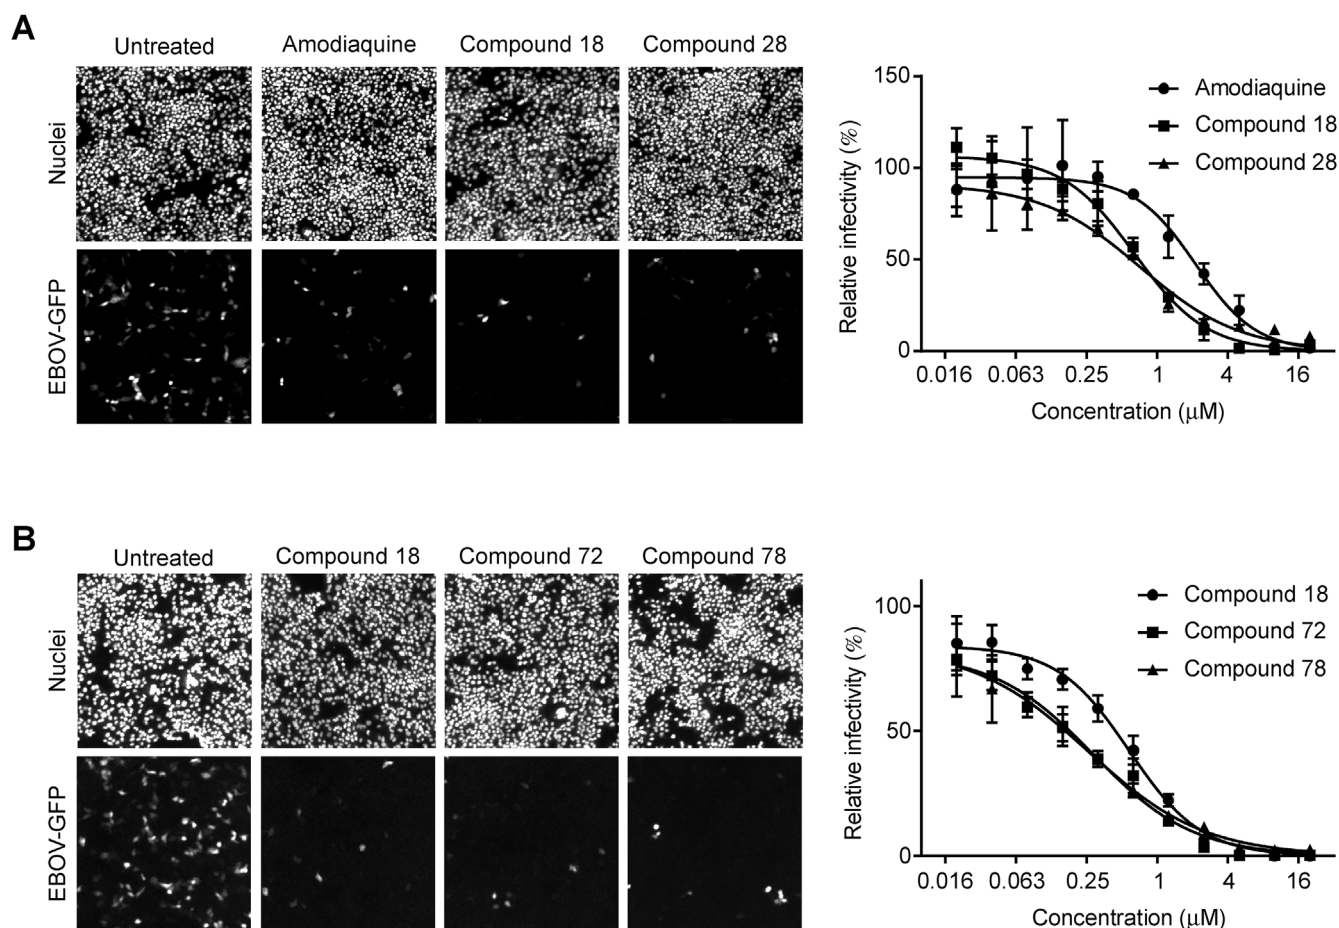 A
Untreated
Amodiaquine
Compound 18
Compound 28
Nuclei
EBOV-GFP
Relative infectivity (%)
150
100
50
0
0.016
0.063
0.25
1
4
16
Concentration (μM)
Amodiaquine
Compound 18
Compound 28
B
Untreated
Compound 18
Compound 72
Compound 78
Nuclei
EBOV-GFP
Relative infectivity (%)
100
50
0
0.016
0.063
0.25
1
4
16
Concentration (μM)
Compound 18
Compound 72
Compound 78